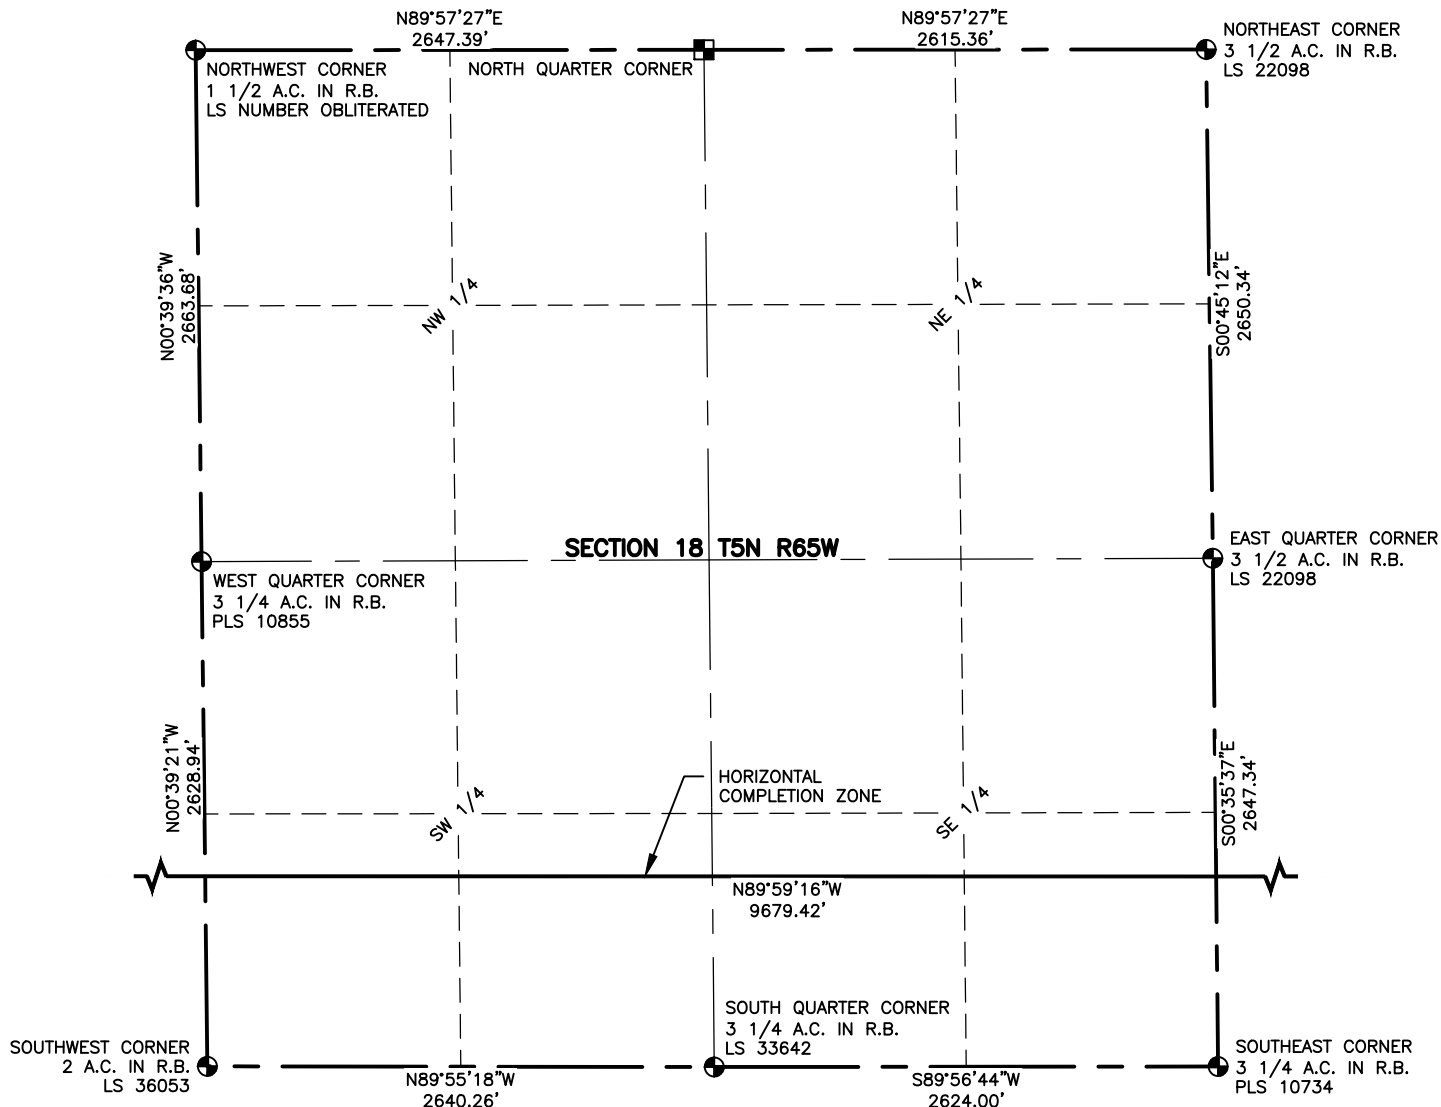 N89°57'27"E
2647.39'
N89°57'27"E
2615.36'
NORTHEAST CORNER
3 1/2 A.C. IN R.B.
LS 22098
NORTHWEST CORNER
1 1/2 A.C. IN R.B.
LS NUMBER OBLITERATED
NORTH QUARTER CORNER
N00°39'36"W
2663.68'
NW 1/4
NE 1/4
S00°45'12"E
2650.34'
SECTION 18 T5N R65W
EAST QUARTER CORNER
3 1/2 A.C. IN R.B.
LS 22098
WEST QUARTER CORNER
3 1/4 A.C. IN R.B.
PLS 10855
N00°39'21"W
2628.94'
SW 1/4
HORIZONTAL
COMPLETION ZONE
SE 1/4
S00°35'37"E
2647.34'
N89°59'16"W
9679.42'
SOUTH QUARTER CORNER
3 1/4 A.C. IN R.B.
LS 33642
SOUTHWEST CORNER
2 A.C. IN R.B.
LS 36053
SOUTHEAST CORNER
3 1/4 A.C. IN R.B.
PLS 10734
N89°55'18"W
2640.26'
S89°56'44"W
2624.00'